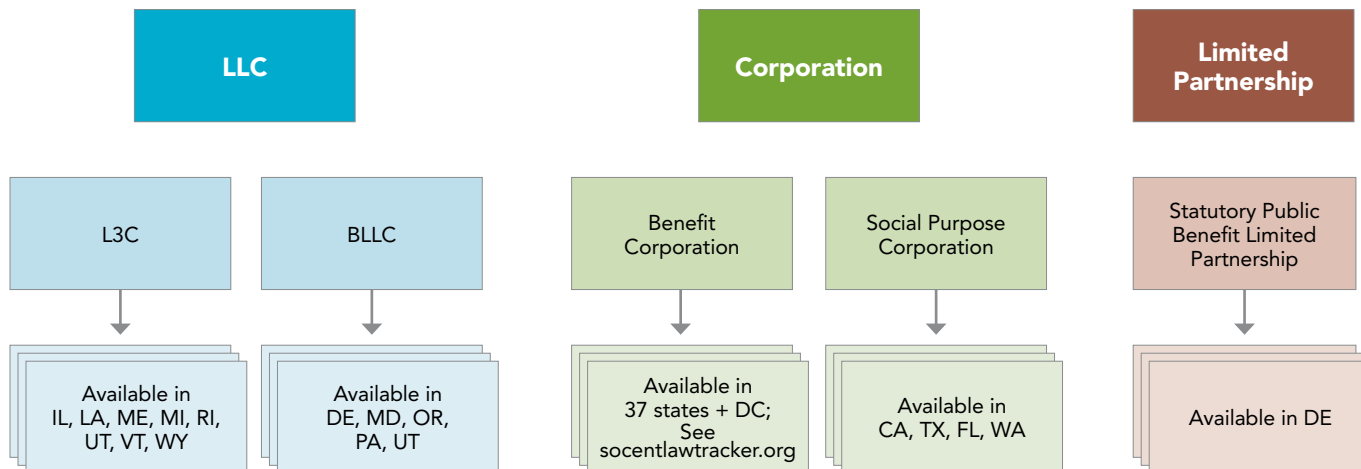 LLC
Corporation
Limited
Partnership
L3C
BLLC
Benefit
Corporation
Social Purpose
Corporation
Statutory Public
Benefit Limited
Partnership
Available in
IL, LA, ME, MI, RI,
UT, VT, WY
Available in
DE, MD, OR,
PA, UT
Available in
37 states + DC;
See
socentlawtracker.org
Available in
CA, TX, FL, WA
Available in DE